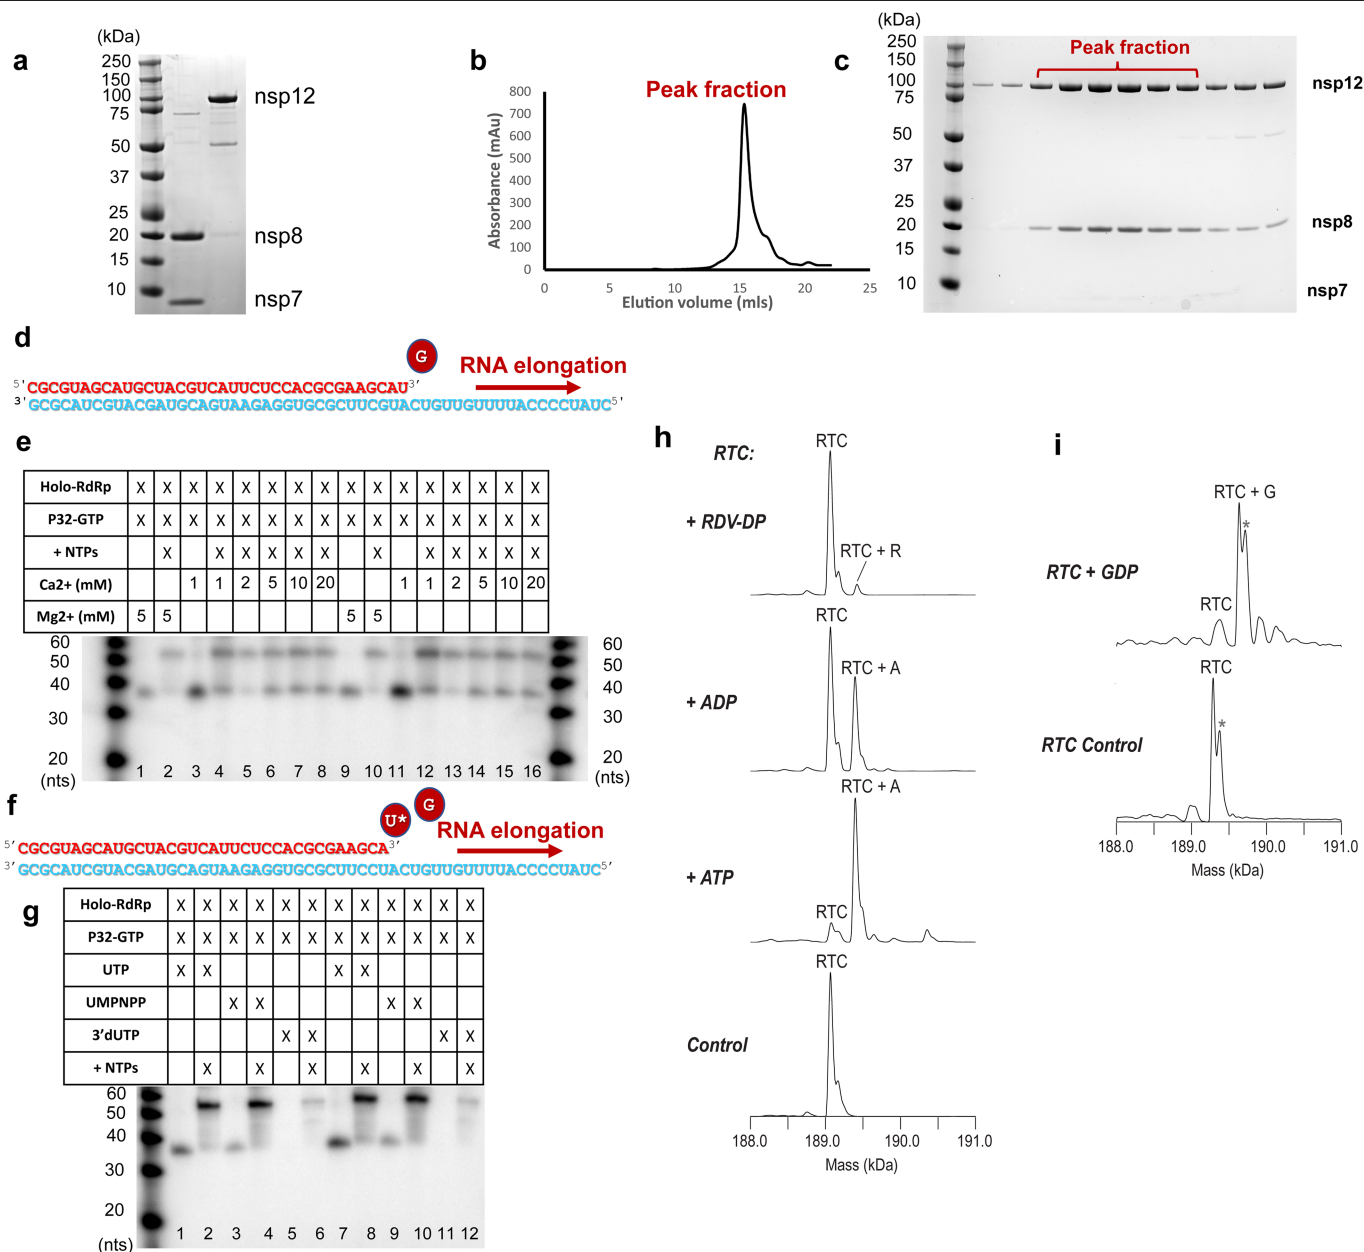 a
(kDa)
250
150
100
75
50
37
25
20
15
10
nsp12
nsp8
nsp7
b
Peak fraction
Absorbance (mAu)
800
700
600
500
400
300
200
100
0
0 5 10 15 20 25
Elution volume (mls)
c
(kDa)
250
150
100
75
50
37
25
20
15
10
Peak fraction
nsp12
nsp8
nsp7
d
G
RNA elongation
5'CGCGUAGCAUGCUACGUCAUUCUCCACGCGAAGCAU3'
3'GCGCAUCGUACGAUGCAGUAAGAGGUGCGCUUCGUACUGUUGUUUUACCCCUAUC5'
e
Holo-RdRp X X X X X X X X X X X X X X X X
P32-GTP X X X X X X X X X X X X X X X X
+ NTPs X X X X X X X X X X X X
Ca2+ (mM) 1 1 2 5 10 20 1 1 2 5 10 20
Mg2+ (mM) 5 5 5 5
60 60
50 50
40 40
30 30
20 20
(nts) 1 2 3 4 5 6 7 8 9 10 11 12 13 14 15 16 (nts)
f
U* G
RNA elongation
5'CGCGUAGCAUGCUACGUCAUUCUCCACGCGAAGCA3'
3'GCGCAUCGUACGAUGCAGUAAGAGGUGCGCUUCCUACUGUUGUUUUACCCCUAUC5'
g
Holo-RdRp X X X X X X X X X X X X
P32-GTP X X X X X X X X X X X X
UTP X X X X
UMPNPP X X X X
3'dUTP X X X X
+ NTPs X X X X X X
60
50
40
30
20
(nts)
1 2 3 4 5 6 7 8 9 10 11 12
h
RTC:
RTC
+ RDV-DP
RTC + R
RTC
RTC + A
+ ADP
RTC + A
+ ATP
RTC
RTC
Control
188.0 189.0 190.0 191.0
Mass (kDa)
i
RTC + G
*
RTC + GDP
RTC
RTC
*
RTC Control
188.0 189.0 190.0 191.0
Mass (kDa)